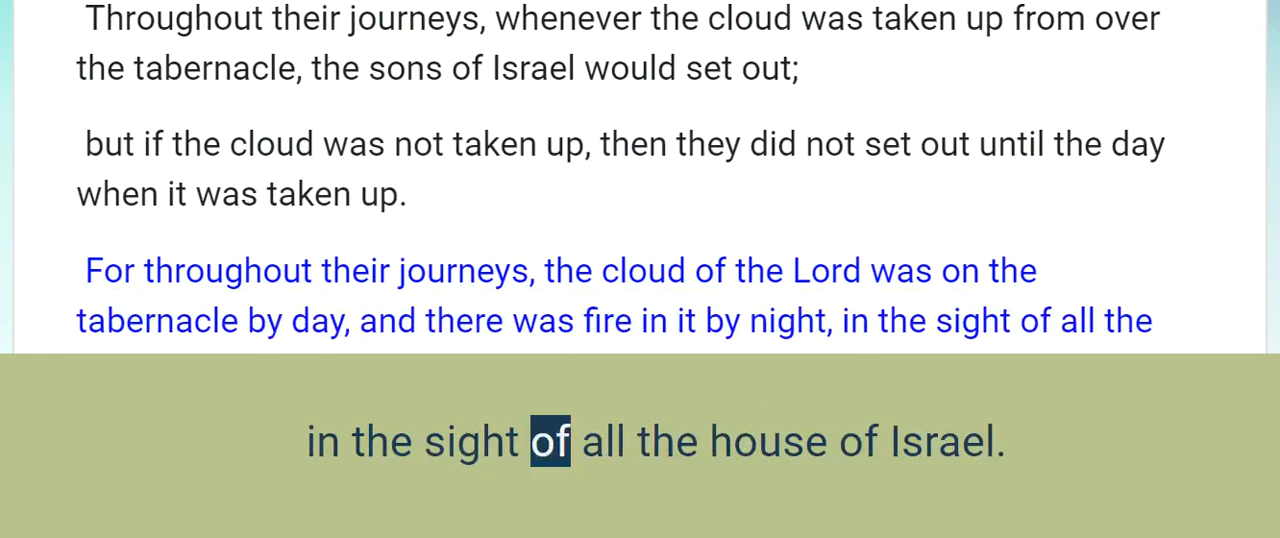 Throughout their journeys, whenever the cloud was taken up from over
the tabernacle, the sons of Israel would set out;
but if the cloud was not taken up, then they did not set out until the day
when it was taken up.
For throughout their journeys, the cloud of the Lord was on the
tabernacle by day, and there was fire in it by night, in the sight of all the
in the sight of all the house of Israel.